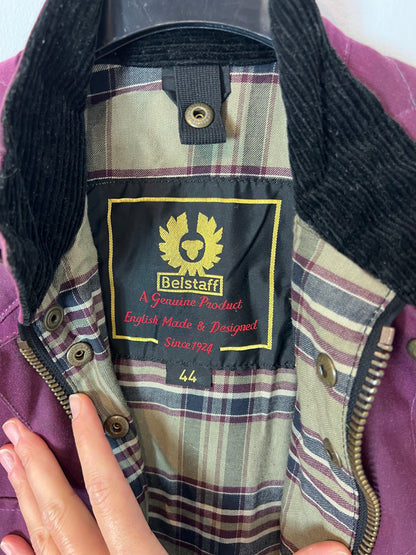 Belstaff
A Genuine Product
English Made & Designed
Since 1924
44